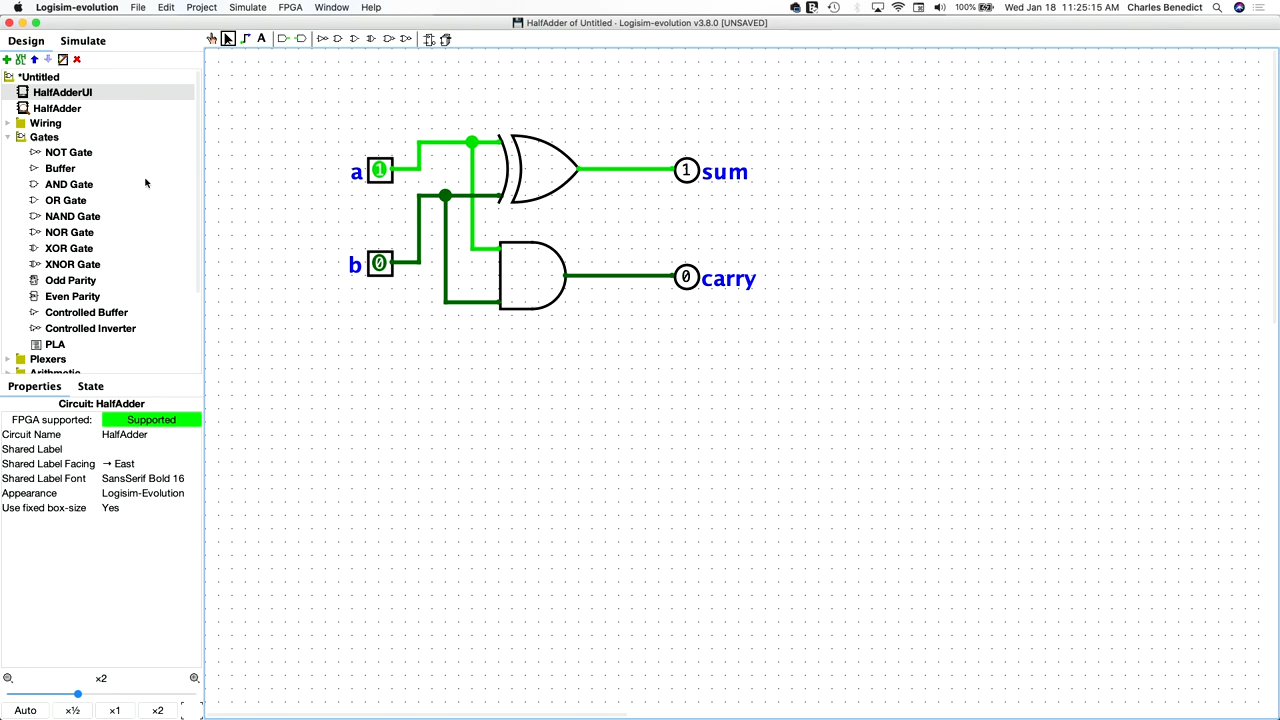 Logisim-evolution File Edit Project Simulate FPGA Window Help 100% Wed Jan 18 11:25:15 AM Charles Benedict
HalfAdder of Untitled · Logisim-evolution v3.8.0 [UNSAVED]
Design Simulate
A
*Untitled
HalfAdderUI
HalfAdder
Wiring
Gates
NOT Gate
Buffer
AND Gate
OR Gate
NAND Gate
NOR Gate
XOR Gate
XNOR Gate
Odd Parity
Even Parity
Controlled Buffer
Controlled Inverter
PLA
Plexers
Arithmetic
a 1 1 sum
b 0 0 carry
Properties State
Circuit: HalfAdder
FPGA supported: Supported
Circuit Name HalfAdder
Shared Label
Shared Label Facing → East
Shared Label Font SansSerif Bold 16
Appearance Logisim-Evolution
Use fixed box-size Yes
×2
Auto ×½ ×1 ×2